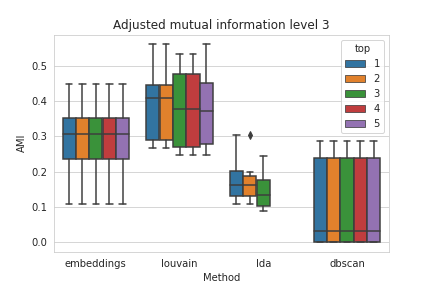 Adjusted mutual information level 3
top
1
2
3
4
5
AMI
0.5
0.4
0.3
0.2
0.1
0.0
embeddings louvain lda dbscan
Method